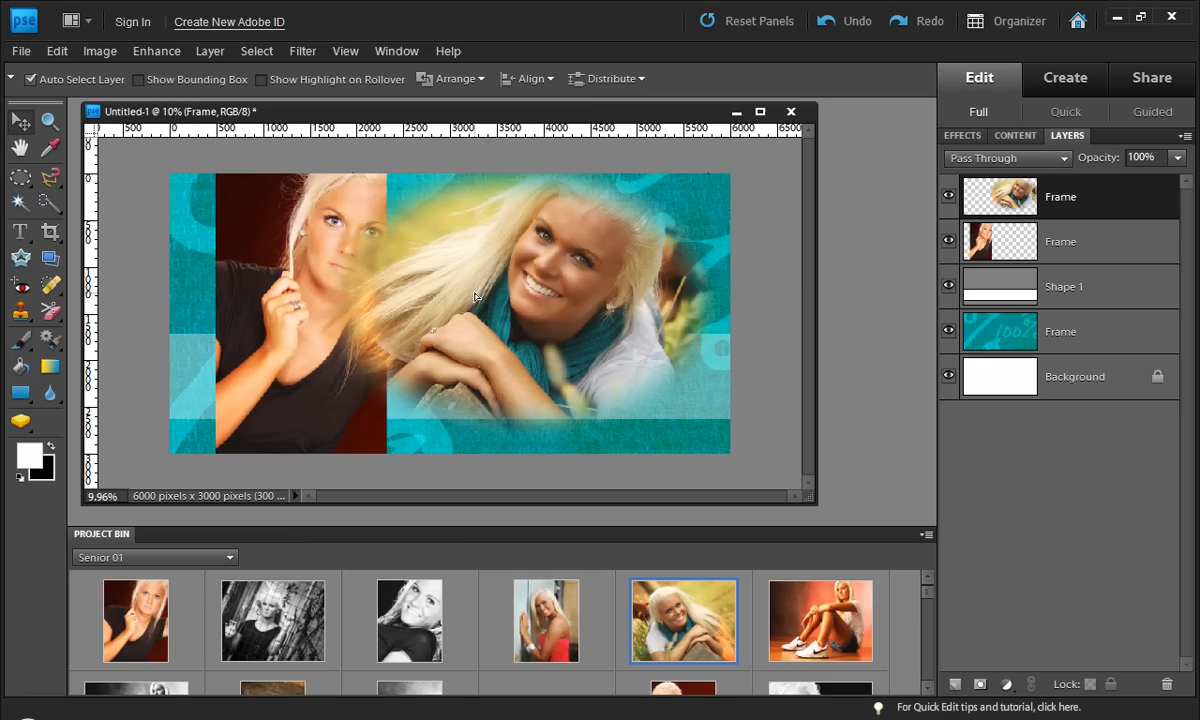 pse Sign In Create New Adobe ID Reset Panels Undo Redo Organizer
File Edit Image Enhance Layer Select Filter View Window Help
Auto Select Layer Show Bounding Box Show Highlight on Rollover Arrange Align Distribute
Edit Create Share
Full Quick Guided
EFFECTS CONTENT LAYERS
Pass Through Opacity: 100%
Untitled-1 @ 10% (Frame, RGB/8) *
500 0 500 1000 1500 2000 2500 3000 3500 4000 4500 5000 5500 6000 6500
Frame
Frame
Shape 1
Frame
Background
9.96% 6000 pixels x 3000 pixels (300 ...
PROJECT BIN
Senior 01
Lock:
For Quick Edit tips and tutorial, click here.